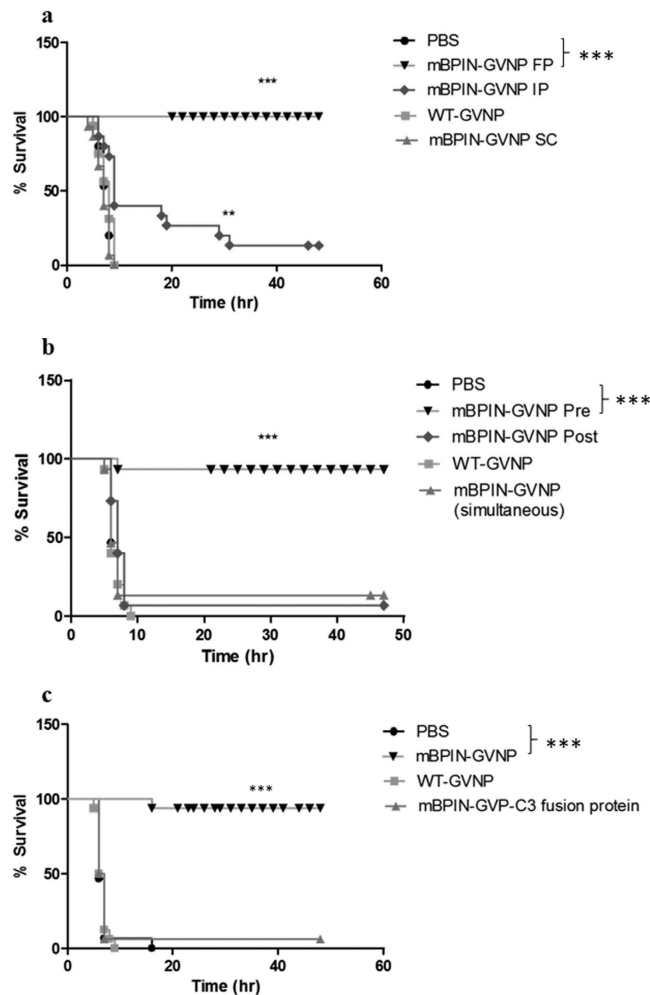 a
150
100
50
0
% Survival
0 20 40 60
Time (hr)
***
**
PBS
mBPIN-GVNP FP
mBPIN-GVNP IP
WT-GVNP
mBPIN-GVNP SC
***
b
150
100
50
0
% Survival
0 10 20 30 40 50
Time (hr)
***
PBS
mBPIN-GVNP Pre
mBPIN-GVNP Post
WT-GVNP
mBPIN-GVNP
(simultaneous)
***
c
150
100
50
0
% Survival
0 20 40 60
Time (hr)
***
PBS
mBPIN-GVNP
WT-GVNP
mBPIN-GVP-C3 fusion protein
***